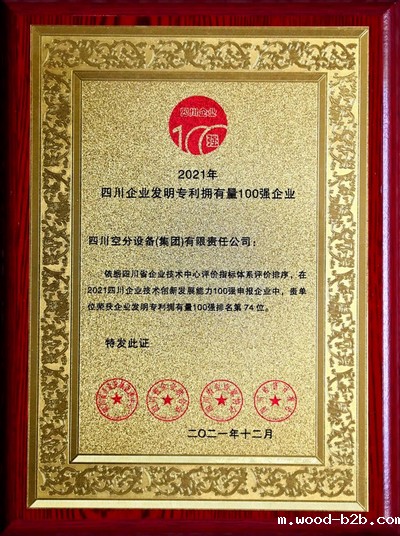 四川企业
100强
2021年
四川企业发明专利拥有量100强企业
四川空分设备(集团)有限责任公司：
依照四川省企业技术中心评价指标体系评价排序，在
2021四川企业技术创新发展能力100强申报企业中，贵单
位荣获企业发明专利拥有量100强排名第 74 位。
特发此证
二〇二一年十二月
m.wood-b2b.com